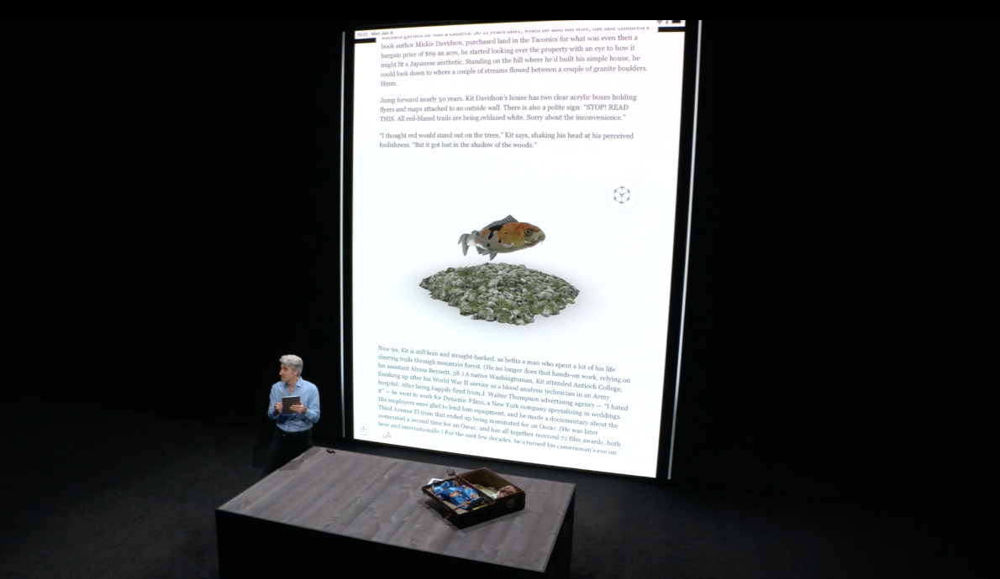 10:21 Mon Jun 4
garden he was a camera. So 11 years later, when he and his wife, the late children's
book author Mickie Davidson, purchased land in the Taconics for what was even then a
bargain price of $69 an acre, he started looking over the property with an eye to how it
might fit a Japanese aesthetic. Standing on the hill where he'd built his simple house, he
could look down to where a couple of streams flowed between a couple of granite boulders.
Hmm.
Jump forward nearly 50 years. Kit Davidson's house has two clear acrylic boxes holding
flyers and maps attached to an outside wall. There is also a polite sign: "STOP! READ
THIS. All red-blazed trails are being reblazed white. Sorry about the inconvenience."
"I thought red would stand out on the trees," Kit says, shaking his head at his perceived
foolishness. "But it got lost in the shadow of the woods."
Now 90, Kit is still lean and straight-backed, as befits a man who spent a lot of his life
clearing trails through mountain forest. (He no longer does that hands-on work, relying on
his assistant Alyssa Bennett, 38.) A native Washingtonian, Kit attended Antioch College,
finishing up after his World War II service as a blood analysis technician in an Army
hospital. After being happily fired from J. Walter Thompson advertising agency — "I hated
it" — he went to work for Dynamic Films, a New York company specializing in weddings.
His employers were glad to lend him equipment, and he made a documentary about the
Third Avenue El train that ended up being nominated for an Oscar. (He was later
nominated a second time for an Oscar, and has all together received 72 film awards, both
here and internationally.) For the past few decades, he's turned his cameraman's eye on
AA